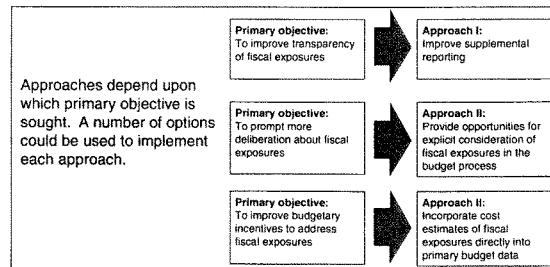 Approaches depend upon
which primary objective is
sought. A number of options
could be used to implement
each approach.
Primary objective:
To improve transparency
of fiscal exposures
Approach I:
Improve supplemental
reporting
Primary objective:
To prompt more
deliberation about fiscal
exposures
Approach II:
Provide opportunities for
explicit consideration of
fiscal exposures in the
budget process
Primary objective:
To improve budgetary
incentives to address
fiscal exposures
Approach II:
Incorporate cost
estimates of fiscal
exposures directly into
primary budget data